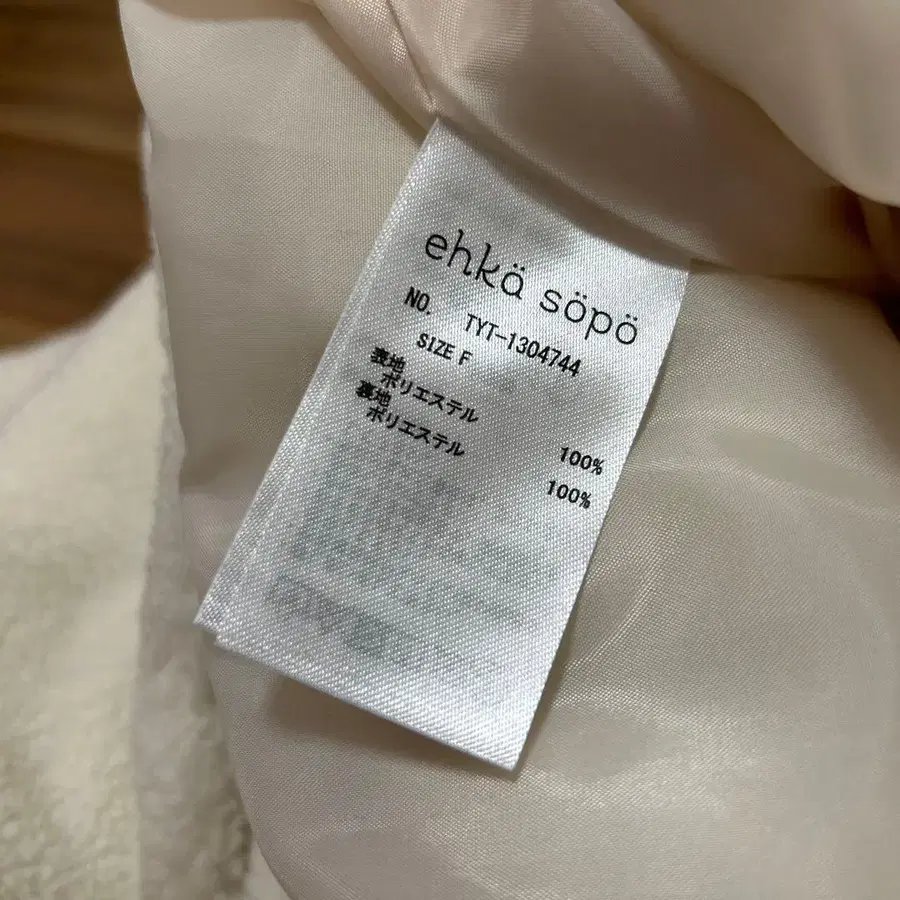 ehkä söpö
NO. TYT-1304744
SIZE F
表地
ポリエステル 100%
裏地
ポリエステル 100%